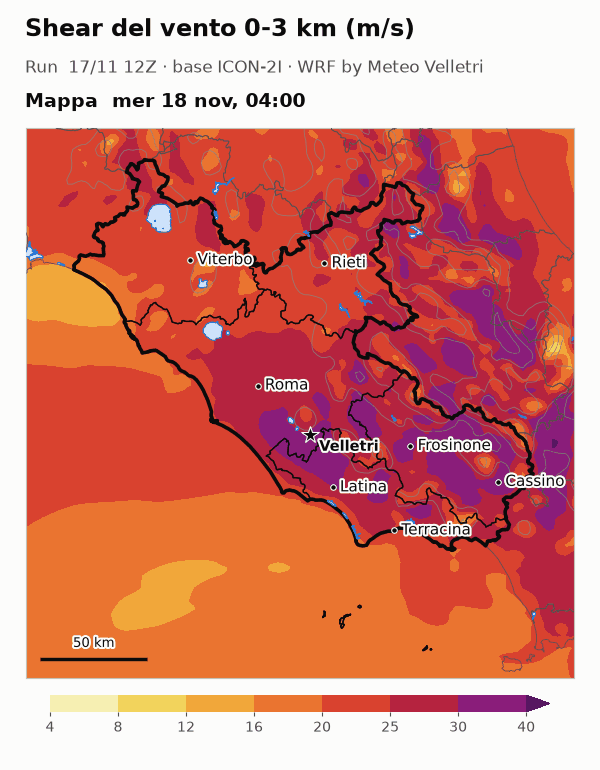 Shear del vento 0-3 km (m/s)
Run 17/11 12Z · base ICON-2I · WRF by Meteo Velletri
Mappa mer 18 nov, 04:00
Viterbo
Rieti
Roma
Velletri
Frosinone
Latina
Cassino
Terracina
50 km
4 8 12 16 20 25 30 40